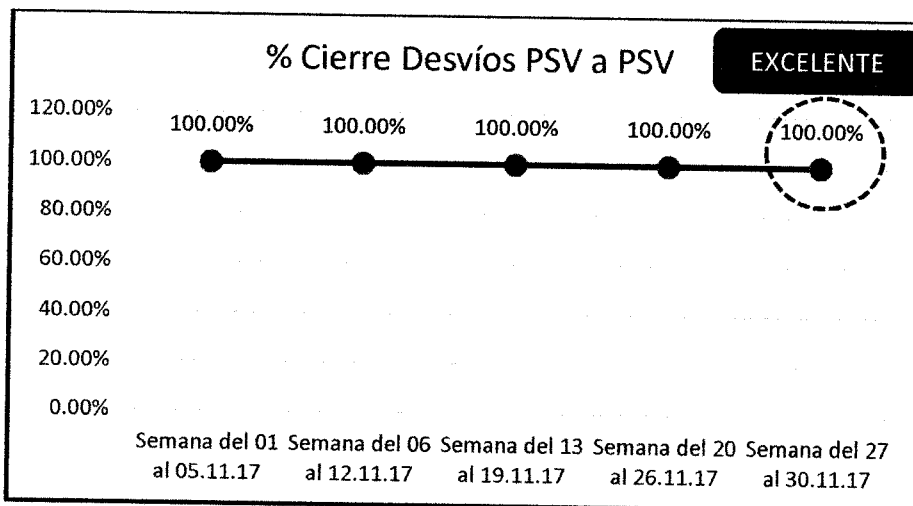 % Cierre Desvíos PSV a PSV
EXCELENTE
120.00%
100.00%
80.00%
60.00%
40.00%
20.00%
0.00%
100.00% 100.00% 100.00% 100.00% 100.00%
Semana del 01 al 05.11.17
Semana del 06 al 12.11.17
Semana del 13 al 19.11.17
Semana del 20 al 26.11.17
Semana del 27 al 30.11.17